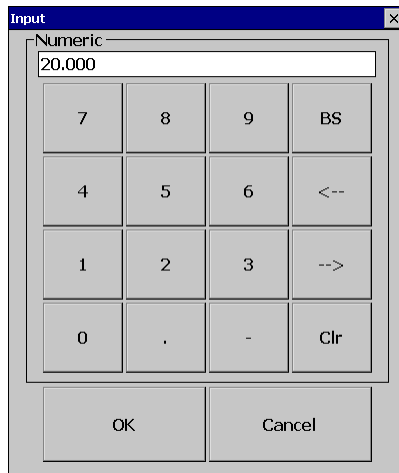 Input
Numeric
20.000
7 8 9 BS
4 5 6 <--
1 2 3 -->
0 . - Clr
OK Cancel